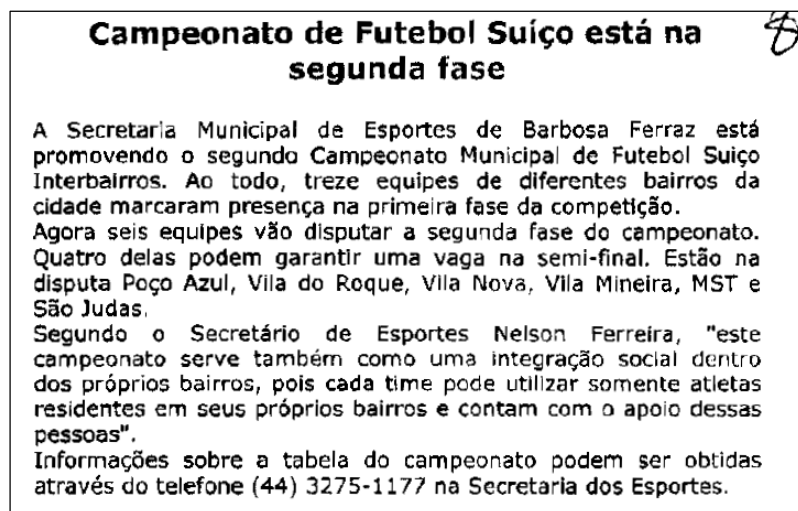 Campeonato de Futebol Suíço está na
segunda fase
A Secretaria Municipal de Esportes de Barbosa Ferraz está
promovendo o segundo Campeonato Municipal de Futebol Suiço
Interbairros. Ao todo, treze equipes de diferentes bairros da
cidade marcaram presença na primeira fase da competição.
Agora seis equipes vão disputar a segunda fase do campeonato.
Quatro delas podem garantir uma vaga na semi-final. Estão na
disputa Poço Azul, Vila do Roque, Vila Nova, Vila Mineira, MST e
São Judas.
Segundo o Secretário de Esportes Nelson Ferreira, "este
campeonato serve também como uma integração social dentro
dos próprios bairros, pois cada time pode utilizar somente atletas
residentes em seus próprios bairros e contam com o apoio dessas
pessoas".
Informações sobre a tabela do campeonato podem ser obtidas
através do telefone (44) 3275-1177 na Secretaria dos Esportes.